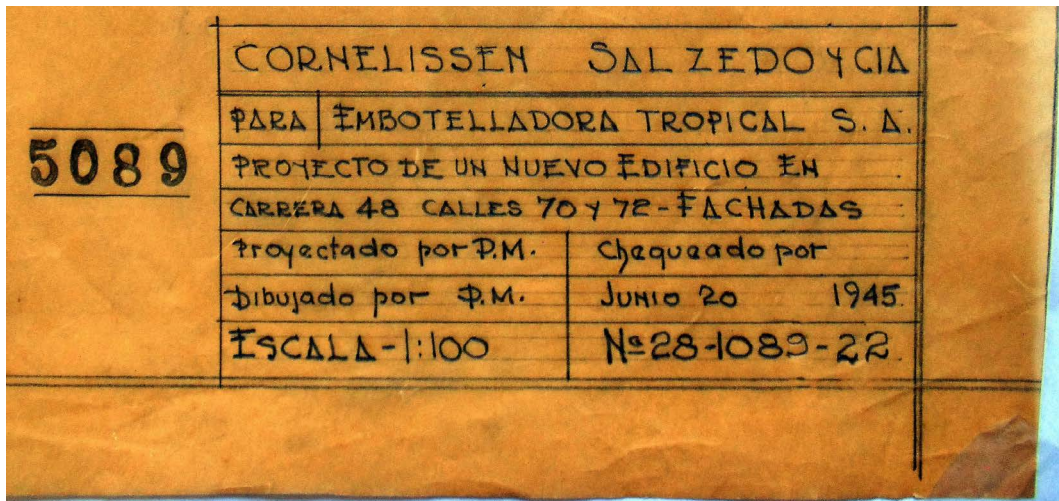 CORNELISSEN SALZEDO Y CIA
PARA EMBOTELLADORA TROPICAL S. A.
5089
PROYECTO DE UN NUEVO EDIFICIO EN
CARRERA 48 CALLES 70 Y 72 - FACHADAS
Proyectado por P.M. Chequeado por
Dibujado por P.M. JUNIO 20 1945.
ESCALA - 1:100 Nº 28-1089-22.